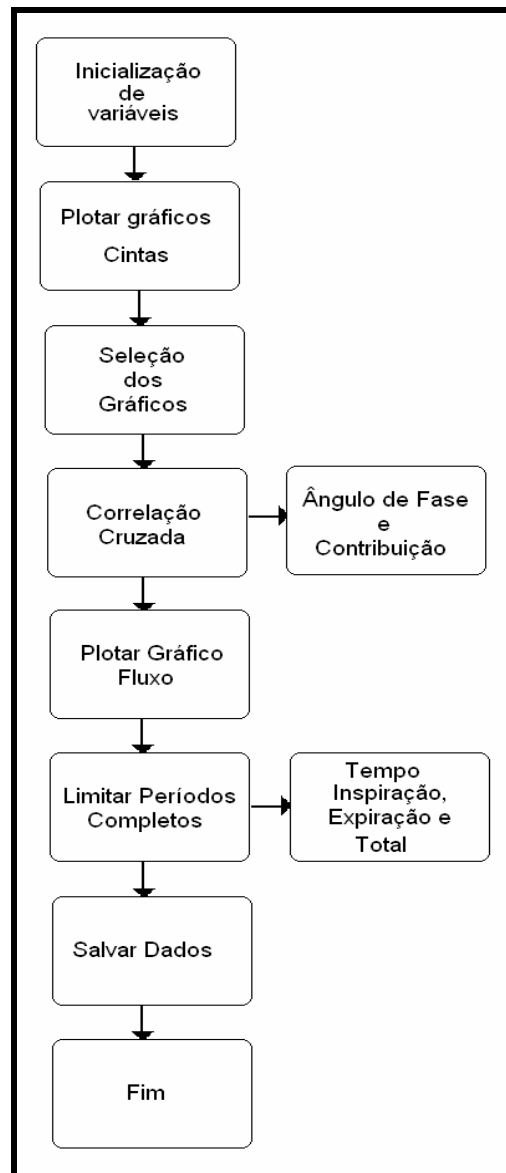 Inicialização
de
variáveis
Plotar gráficos
Cintas
Seleção
dos
Gráficos
Correlação
Cruzada
Ângulo de Fase
e
Contribuição
Plotar Gráfico
Fluxo
Limitar Períodos
Completos
Tempo
Inspiração,
Expiração e
Total
Salvar Dados
Fim